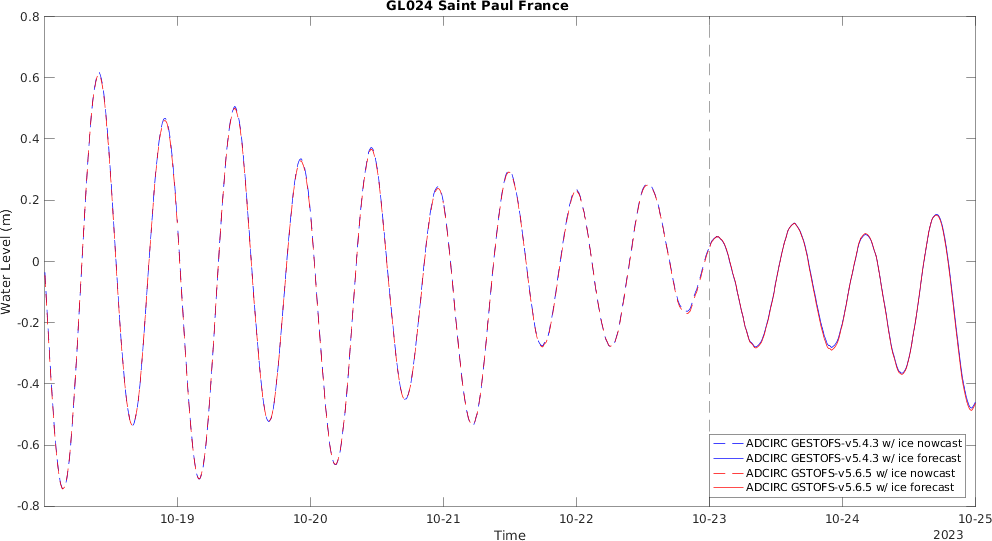 GL024 Saint Paul France
0.8
0.6
0.4
0.2
0
-0.2
-0.4
-0.6
-0.8
Water Level (m)
ADCIRC GESTOFS-v5.4.3 w/ ice nowcast
ADCIRC GESTOFS-v5.4.3 w/ ice forecast
ADCIRC GSTOFS-v5.6.5 w/ ice nowcast
ADCIRC GSTOFS-v5.6.5 w/ ice forecast
10-19 10-20 10-21 10-22 10-23 10-24 10-25
Time
2023